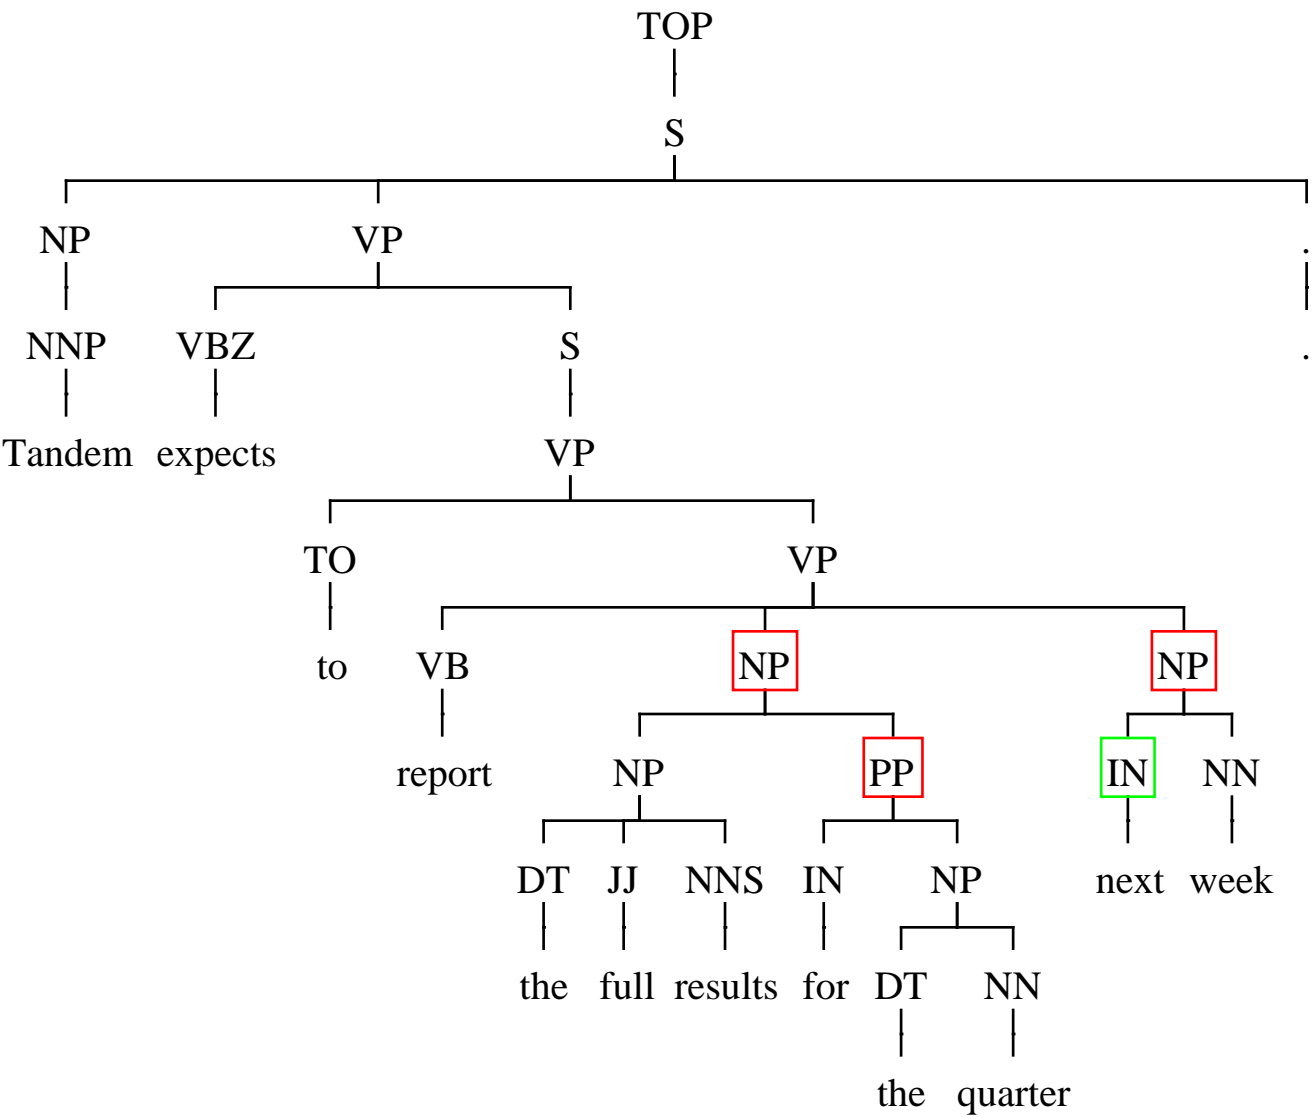 TOP
S
NP VP .
NNP VBZ S .
Tandem expects VP
TO VP
to VB NP NP
report NP PP IN NN
DT JJ NNS IN NP next week
the full results for DT NN
the quarter